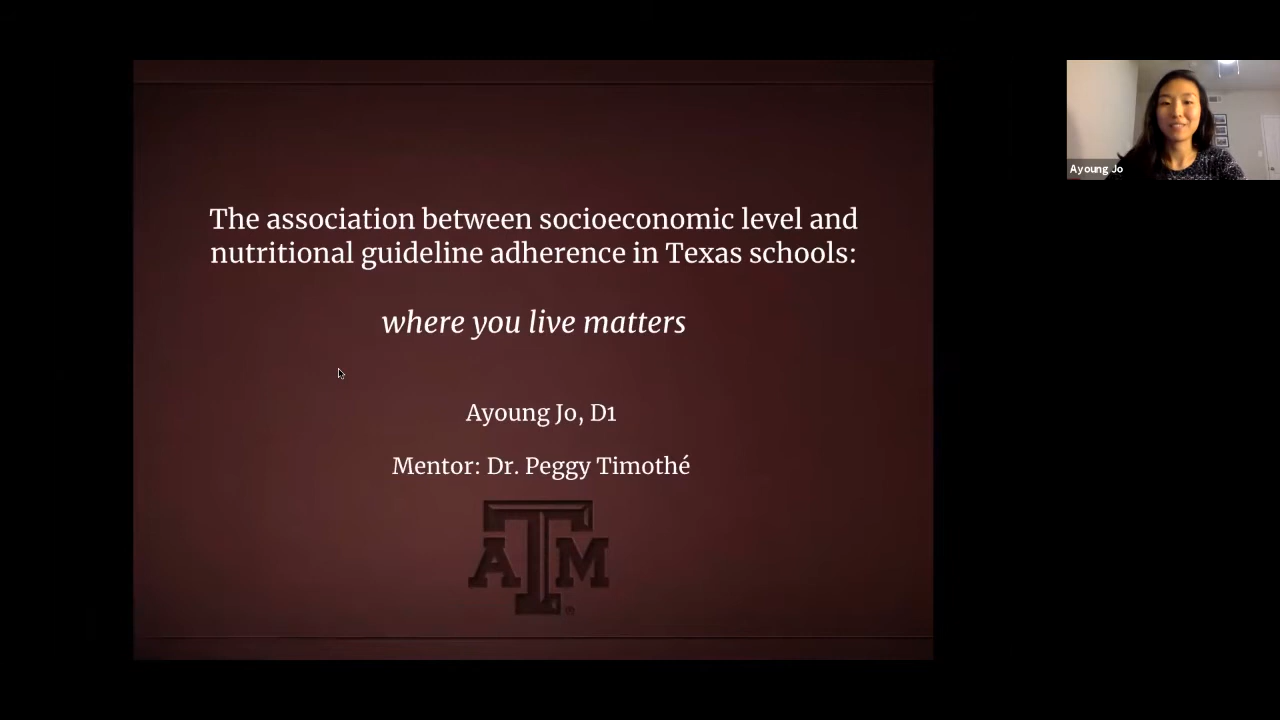 The association between socioeconomic level and
nutritional guideline adherence in Texas schools:
where you live matters
Ayoung Jo, D1
Mentor: Dr. Peggy Timothé
ATM
®
Ayoung Jo